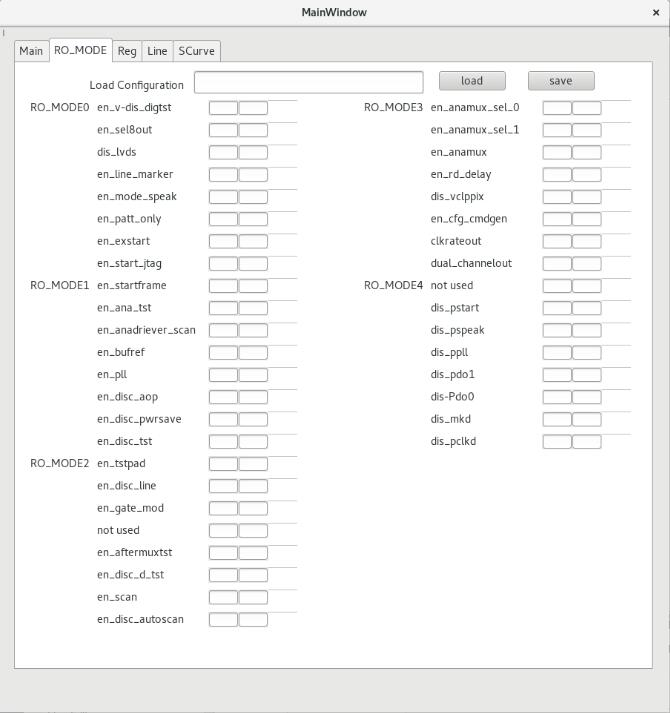 MainWindow ×
Main RO_MODE Reg Line SCurve
Load Configuration load save
RO_MODE0 en_v-dis_digtst
en_sel8out
dis_lvds
en_line_marker
en_mode_speak
en_patt_only
en_exstart
en_start_jtag
RO_MODE1 en_startframe
en_ana_tst
en_anadriever_scan
en_bufref
en_pll
en_disc_aop
en_disc_pwrsave
en_disc_tst
RO_MODE2 en_tstpad
en_disc_line
en_gate_mod
not used
en_aftermuxtst
en_disc_d_tst
en_scan
en_disc_autoscan
RO_MODE3 en_anamux_sel_0
en_anamux_sel_1
en_anamux
en_rd_delay
dis_vclppix
en_cfg_cmdgen
clkrateout
dual_channelout
RO_MODE4 not used
dis_pstart
dis_pspeak
dis_ppll
dis_pdo1
dis-Pdo0
dis_mkd
dis_pclkd